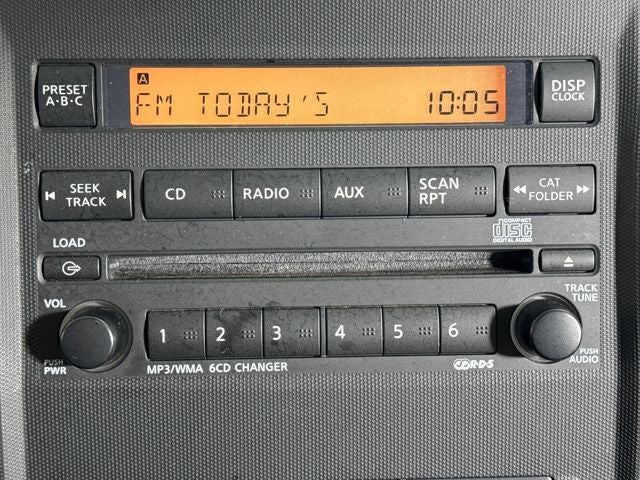 PRESET
A·B·C
A
FM TODAY'S 10:05
DISP
CLOCK
SEEK
TRACK
CD
RADIO
AUX
SCAN
RPT
CAT
FOLDER
LOAD
COMPACT
disc
DIGITAL AUDIO
VOL
TRACK
TUNE
1 2 3 4 5 6
PUSH
PWR
MP3/WMA 6CD CHANGER
R·D·S
PUSH
AUDIO